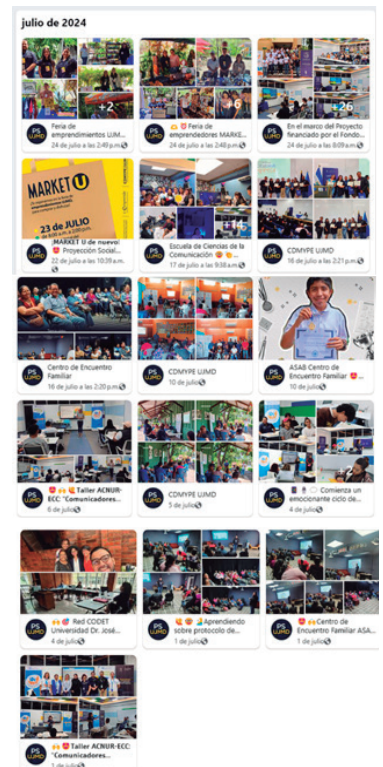 julio de 2024
+2
+6
+26
PS UJMD
Feria de
emprendimientos UJM...
24 de julio a las 2:49 p.m.
PS UJMD
Feria de
emprendedores MARKE...
24 de julio a las 2:48 p.m.
PS UJMD
En el marco del Proyecto
financiado por el Fondo...
24 de julio a las 8:09 a.m.
MARKET U
23 de JULIO
PS UJMD
¡MARKET U de nuevo!
Proyección Social...
22 de julio a las 10:39 a.m.
PS UJMD
Escuela de Ciencias de la
Comunicación
17 de julio a las 9:38 a.m.
PS UJMD
CDMYPE UJMD
16 de julio a las 2:21 p.m.
PS UJMD
Centro de Encuentro
Familiar
16 de julio a las 2:20 p.m.
PS UJMD
CDMYPE UJMD
10 de julio
PS UJMD
ASAB Centro de
Encuentro Familiar
10 de julio
PS UJMD
Taller ACNUR-
ECC: "Comunicadores...
6 de julio
PS UJMD
CDMYPE UJMD
5 de julio
PS UJMD
Comienza un
emocionante ciclo de...
4 de julio
PS UJMD
Red CODET
Universidad Dr. José...
4 de julio
PS UJMD
Aprendiendo
sobre protocolo de...
1 de julio
PS UJMD
Centro de
Encuentro Familiar ASA...
1 de julio
PS UJMD
Taller ACNUR-ECC:
"Comunicadores...
1 de julio